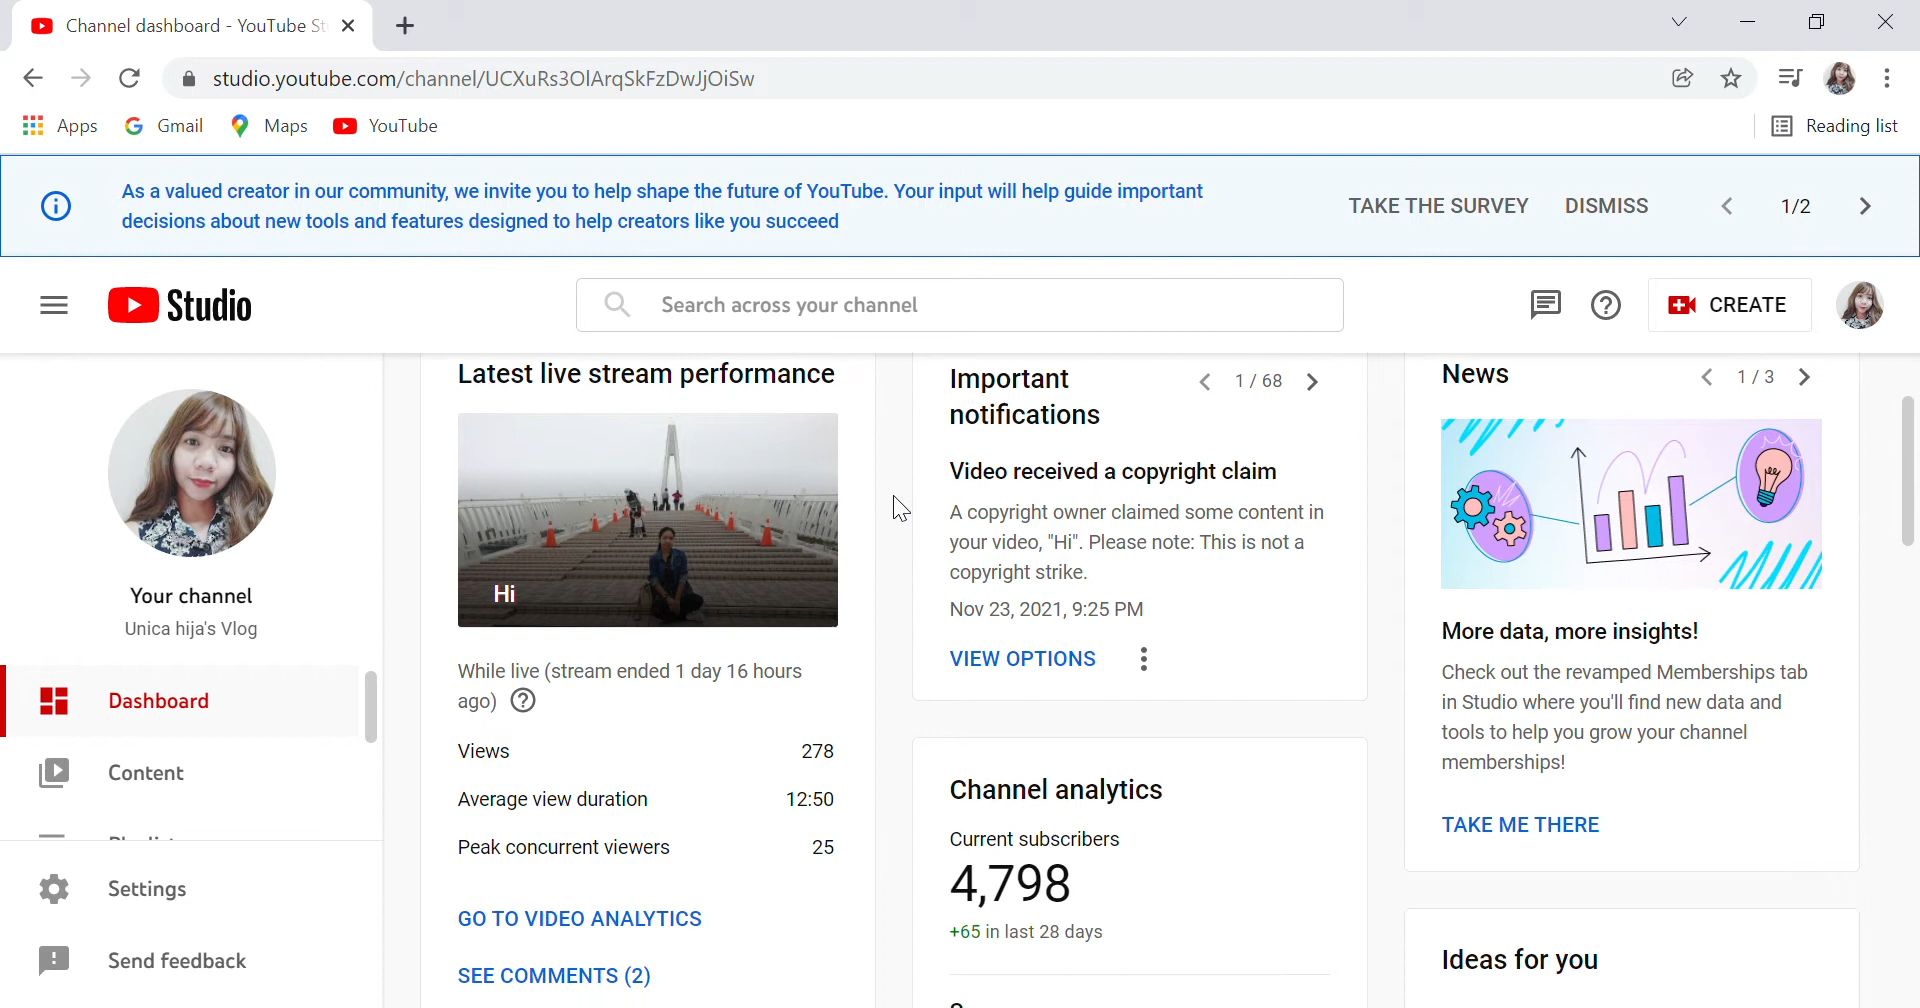 Channel dashboard - YouTube St
studio.youtube.com/channel/UCXuRs3OlArqSkFzDwJjOiSw
Apps
Gmail
Maps
YouTube
Reading list
As a valued creator in our community, we invite you to help shape the future of YouTube. Your input will help guide important
decisions about new tools and features designed to help creators like you succeed
TAKE THE SURVEY
DISMISS
1/2
Studio
Search across your channel
CREATE
Your channel
Unica hija's Vlog
Dashboard
Content
Settings
Send feedback
Latest live stream performance
Hi
While live (stream ended 1 day 16 hours
ago)
Views 278
Average view duration 12:50
Peak concurrent viewers 25
GO TO VIDEO ANALYTICS
SEE COMMENTS (2)
Important
notifications
1 / 68
Video received a copyright claim
A copyright owner claimed some content in
your video, "Hi". Please note: This is not a
copyright strike.
Nov 23, 2021, 9:25 PM
VIEW OPTIONS
Channel analytics
Current subscribers
4,798
+65 in last 28 days
News
1 / 3
More data, more insights!
Check out the revamped Memberships tab
in Studio where you'll find new data and
tools to help you grow your channel
memberships!
TAKE ME THERE
Ideas for you